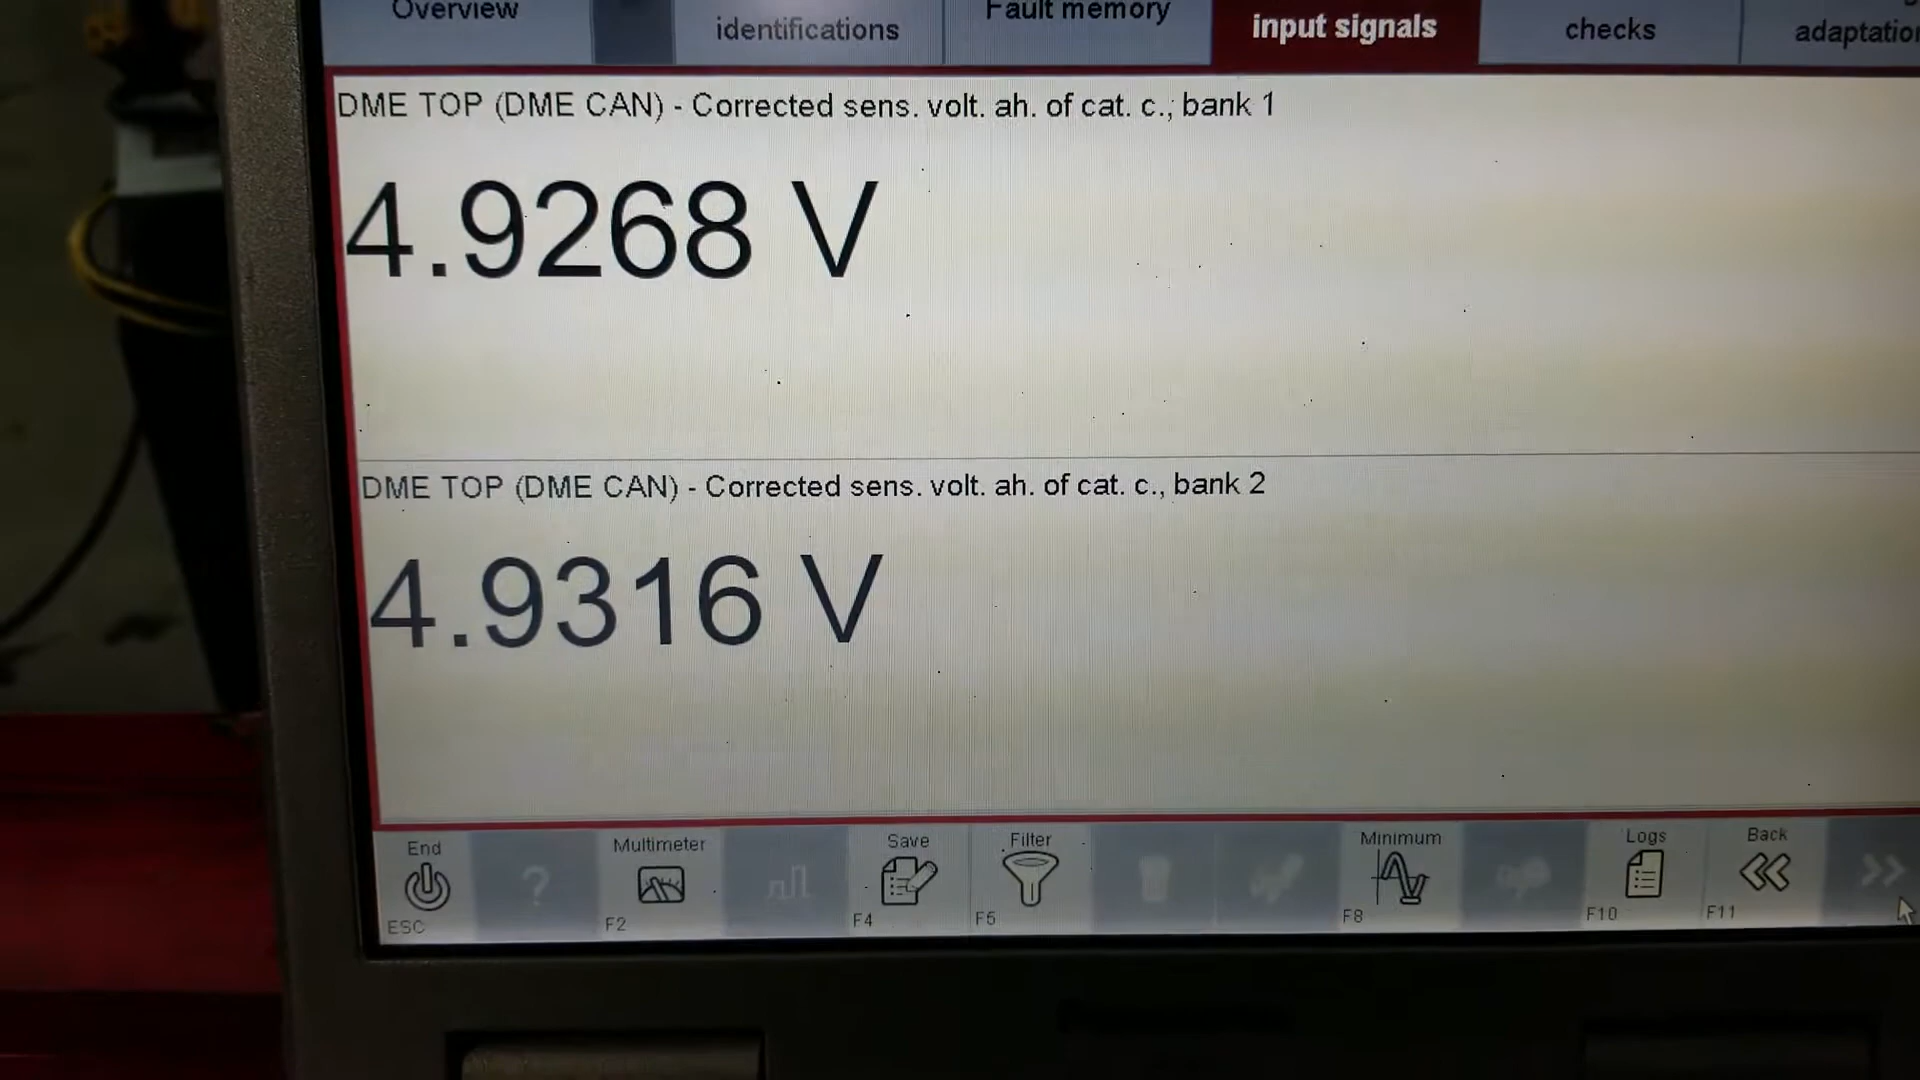 Overview
identifications
Fault memory
input signals
checks
DME TOP (DME CAN) - Corrected sens. volt. ah. of cat. c., bank 1
4.9268 V
DME TOP (DME CAN) - Corrected sens. volt. ah. of cat. c., bank 2
4.9316 V
End
ESC
?
Multimeter
F2
Save
F4
Filter
F5
Minimum
F8
Logs
F10
Back
F11